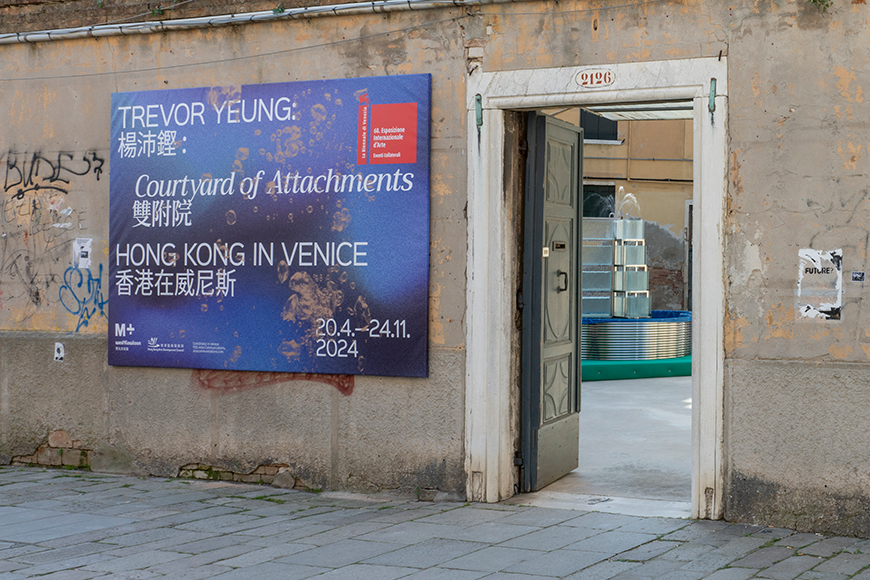 TREVOR YEUNG:
楊沛鏗：
Courtyard of Attachments
雙附院
HONG KONG IN VENICE
香港在威尼斯
20.4.—24.11.
2024
La Biennale di Venezia
60. Esposizione
Internazionale
d'Arte
Eventi Collaterali
M+
2126
FUTURE?